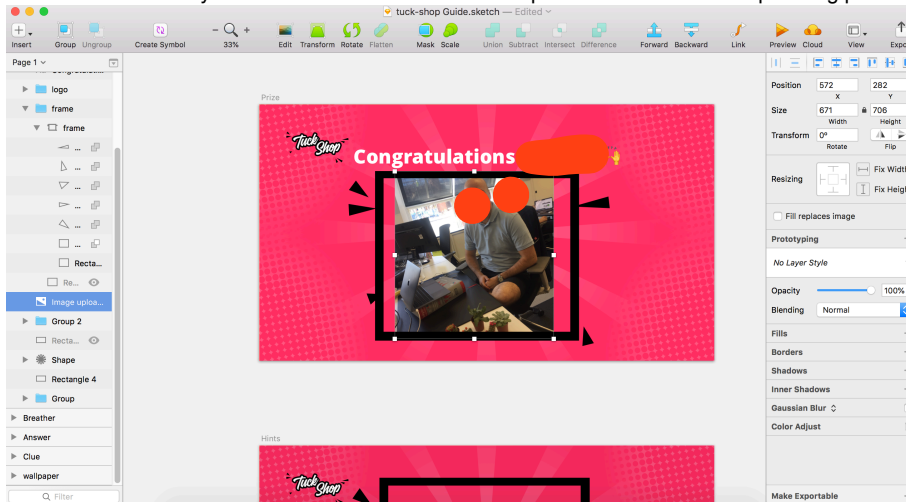 tuck-shop Guide.sketch — Edited
Insert Group Ungroup Create Symbol 33% Edit Transform Rotate Flatten Mask Scale Union Subtract Intersect Difference Forward Backward Link Preview Cloud View
Page 1
logo
frame
frame
...
...
...
...
...
...
Recta...
Re...
Image uploa...
Group 2
Recta...
Shape
Rectangle 4
Group
Breather
Answer
Clue
wallpaper
Filter
Prize
Tuck Shop
Congratulations
Hints
Tuck Shop
Position 572 282
X Y
Size 671 706
Width Height
Transform 0°
Rotate Flip
Resizing Fix Width
Fix Heigh
Fill replaces image
Prototyping
No Layer Style
Opacity 100%
Blending Normal
Fills
Borders
Shadows
Inner Shadows
Gaussian Blur
Color Adjust
Make Exportable